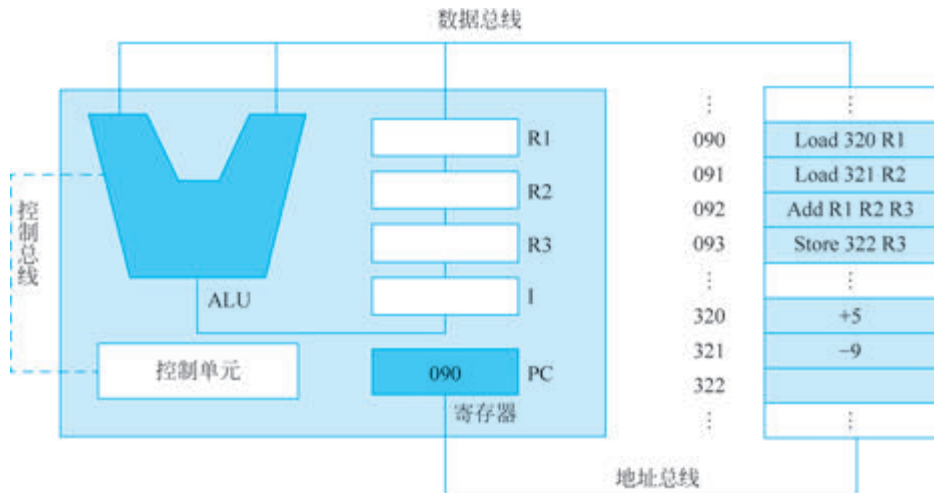 数据总线
⋮ ⋮
R1 090 Load 320 R1
R2 091 Load 321 R2
控制总线
092 Add R1 R2 R3
R3 093 Store 322 R3
ALU I ⋮ ⋮
320 +5
控制单元 090 PC 321 −9
322
寄存器 ⋮ ⋮
地址总线